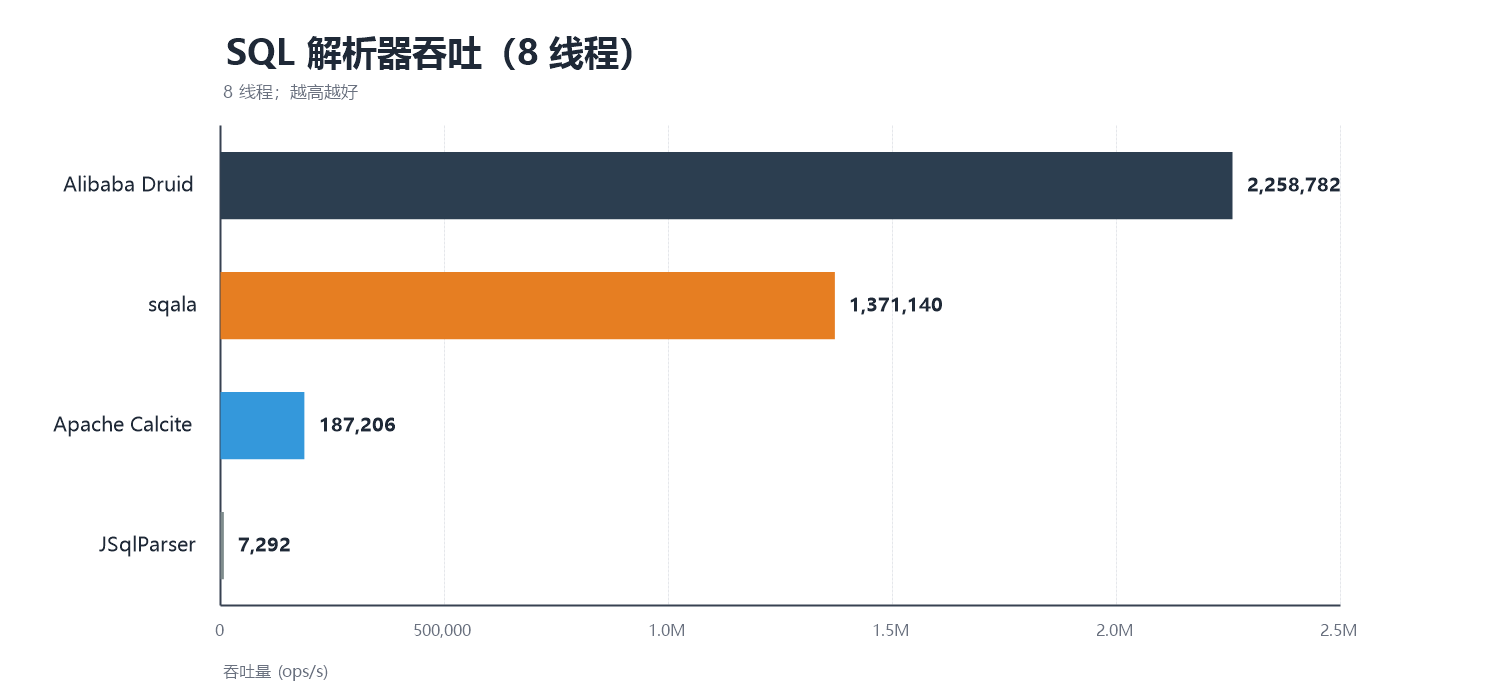 SQL 解析器吞吐（8 线程）
8 线程；越高越好
Alibaba Druid
2,258,782
sqala
1,371,140
Apache Calcite
187,206
JSqlParser
7,292
0
500,000
1.0M
1.5M
2.0M
2.5M
吞吐量 (ops/s)